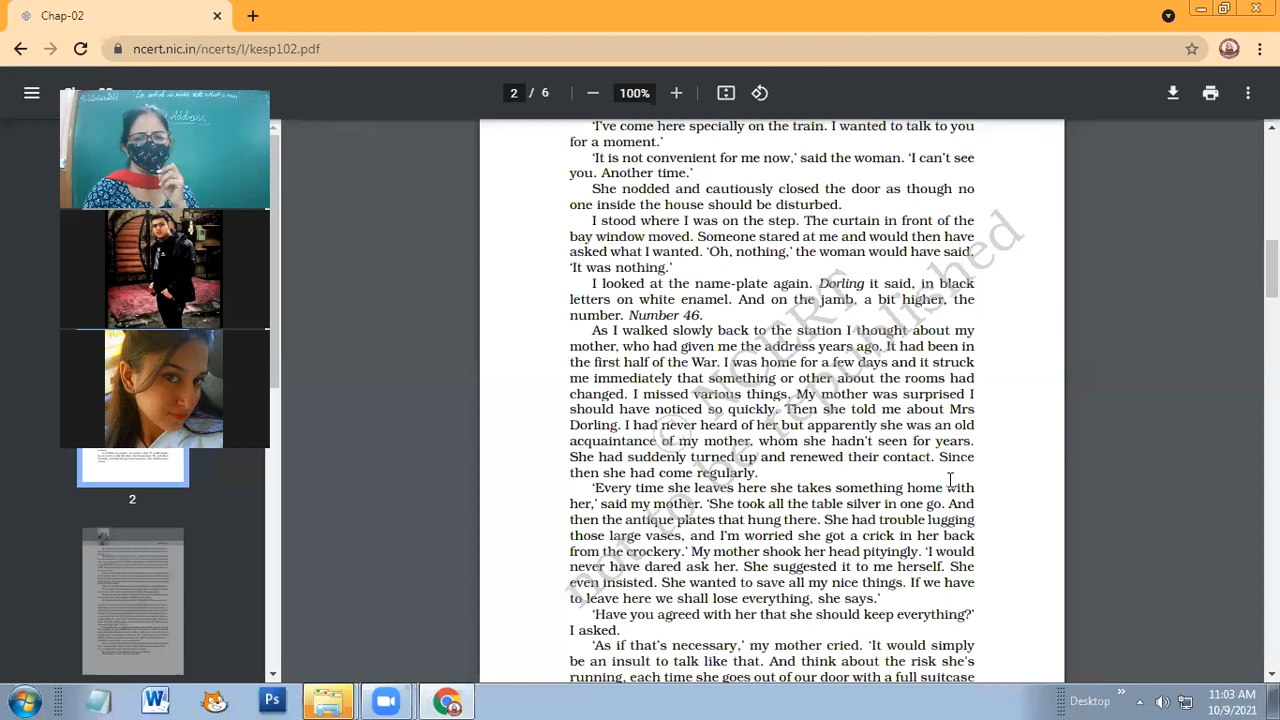 Chap-02
ncert.nic.in/ncerts/l/kesp102.pdf
2 / 6
100%
Address
‘I’ve come here specially on the train. I wanted to talk to you
for a moment.’
‘It is not convenient for me now,’ said the woman. ‘I can’t see
you. Another time.’
She nodded and cautiously closed the door as though no
one inside the house should be disturbed.
I stood where I was on the step. The curtain in front of the
bay window moved. Someone stared at me and would then have
asked what I wanted. ‘Oh, nothing,’ the woman would have said.
‘It was nothing.’
I looked at the name-plate again. Dorling it said, in black
letters on white enamel. And on the jamb, a bit higher, the
number. Number 46.
As I walked slowly back to the station I thought about my
mother, who had given me the address years ago. It had been in
the first half of the War. I was home for a few days and it struck
me immediately that something or other about the rooms had
changed. I missed various things. My mother was surprised I
should have noticed so quickly. Then she told me about Mrs
Dorling. I had never heard of her but apparently she was an old
acquaintance of my mother, whom she hadn’t seen for years.
She had suddenly turned up and renewed their contact. Since
then she had come regularly.
‘Every time she leaves here she takes something home with
her,’ said my mother. ‘She took all the table silver in one go. And
then the antique plates that hung there. She had trouble lugging
those large vases, and I’m worried she got a crick in her back
from the crockery.’ My mother shook her head pityingly. ‘I would
never have dared ask her. She suggested it to me herself. She
even insisted. She wanted to save all my nice things. If we have
to leave here we shall lose everything, she says.’
‘Have you agreed with her that she should keep everything?’
I asked.
‘As if that’s necessary,’ my mother cried. ‘It would simply
be an insult to talk like that. And think about the risk she’s
running, each time she goes out of our door with a full suitcase
© NCERT
not to be republished
2
Desktop
11:03 AM
10/9/2021